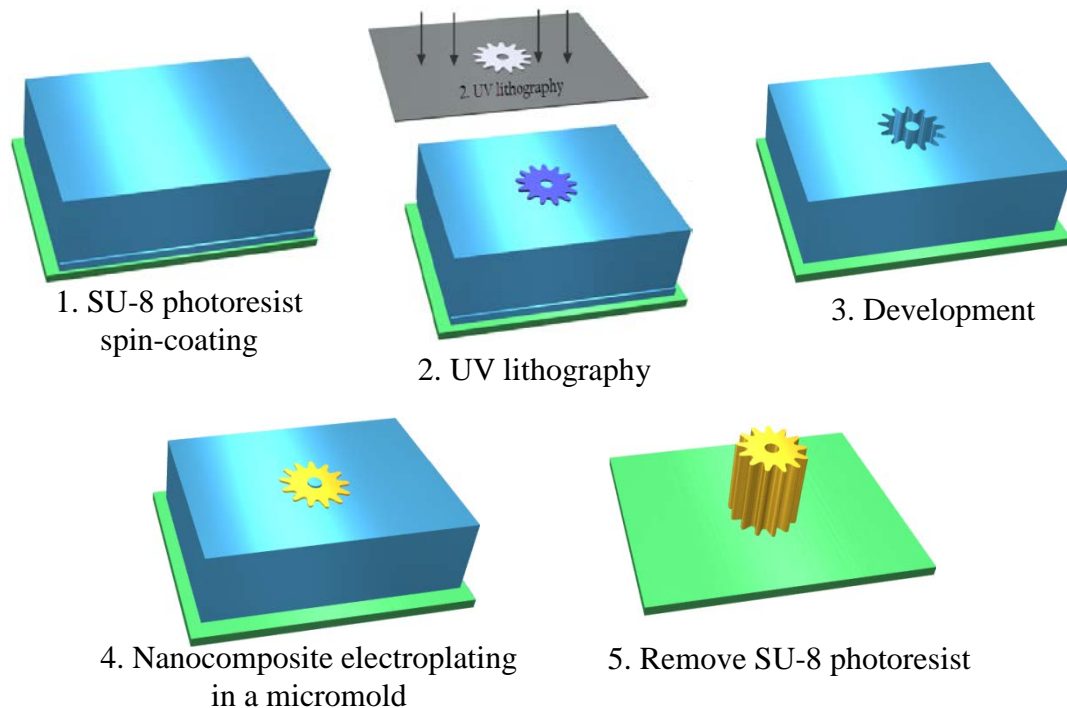 2. UV lithography
1. SU-8 photoresist
spin-coating
2. UV lithography
3. Development
4. Nanocomposite electroplating
in a micromold
5. Remove SU-8 photoresist